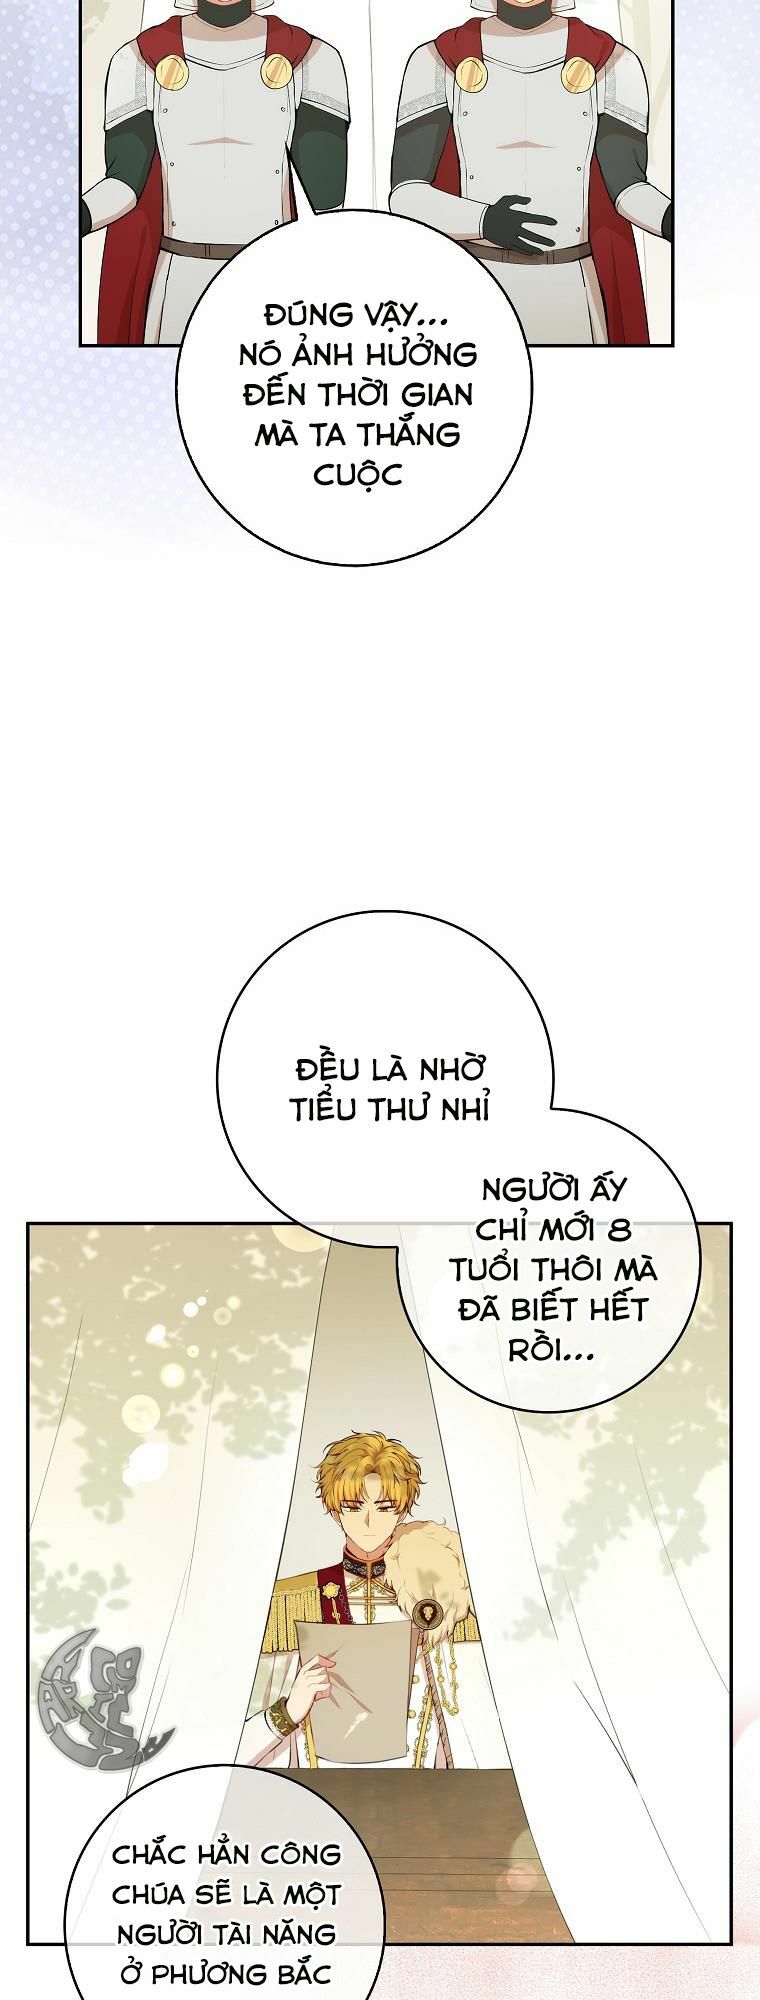 ĐÚNG VẬY...
NÓ ẢNH HƯỞNG
ĐẾN THỜI GIAN
MÀ TA THẮNG
CUỘC
ĐỀU LÀ NHỜ
TIỂU THƯ NHỈ
NGƯỜI ẤY
CHỈ MỚI 8
TUỔI THÔI MÀ
ĐÃ BIẾT HẾT
RỒI...
CHẮC HẲN CÔNG
CHÚA SẼ LÀ MỘT
NGƯỜI TÀI NĂNG
Ở PHƯƠNG BẮC